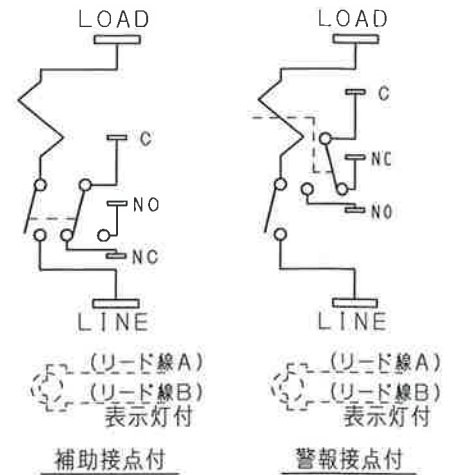 LOAD
C
NO
NC
LINE
(リード線A)
(リード線B)
表示灯付
補助接点付
LOAD
C
NC
NO
LINE
(リード線A)
(リード線B)
表示灯付
警報接点付